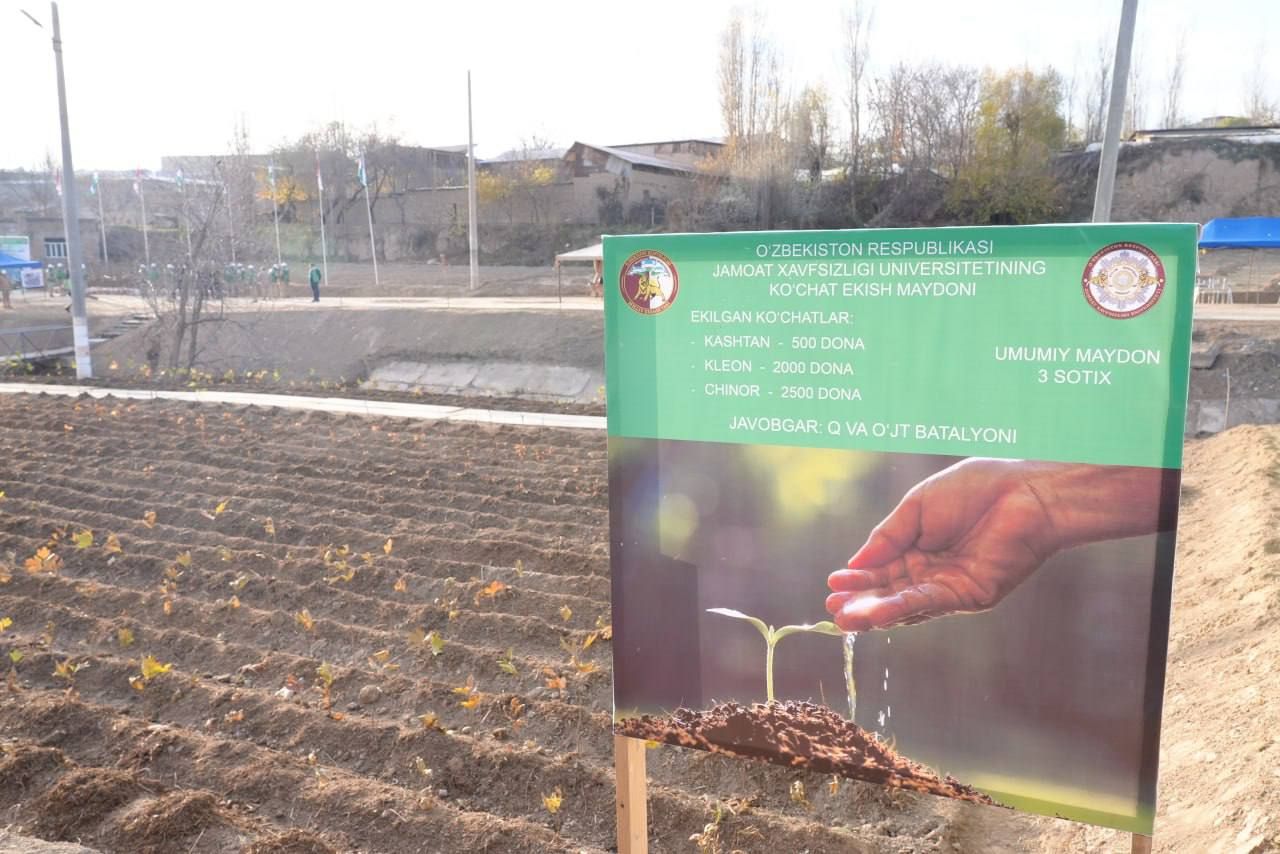 O‘ZBEKISTON RESPUBLIKASI
JAMOAT XAVFSIZLIGI UNIVERSITETINING
KO‘CHAT EKISH MAYDONI
EKILGAN KO‘CHATLAR:
- KASHTAN - 500 DONA
- KLEON - 2000 DONA
- CHINOR - 2500 DONA
UMUMIY MAYDON
3 SOTIX
JAVOBGAR: Q VA O‘JT BATALYONI